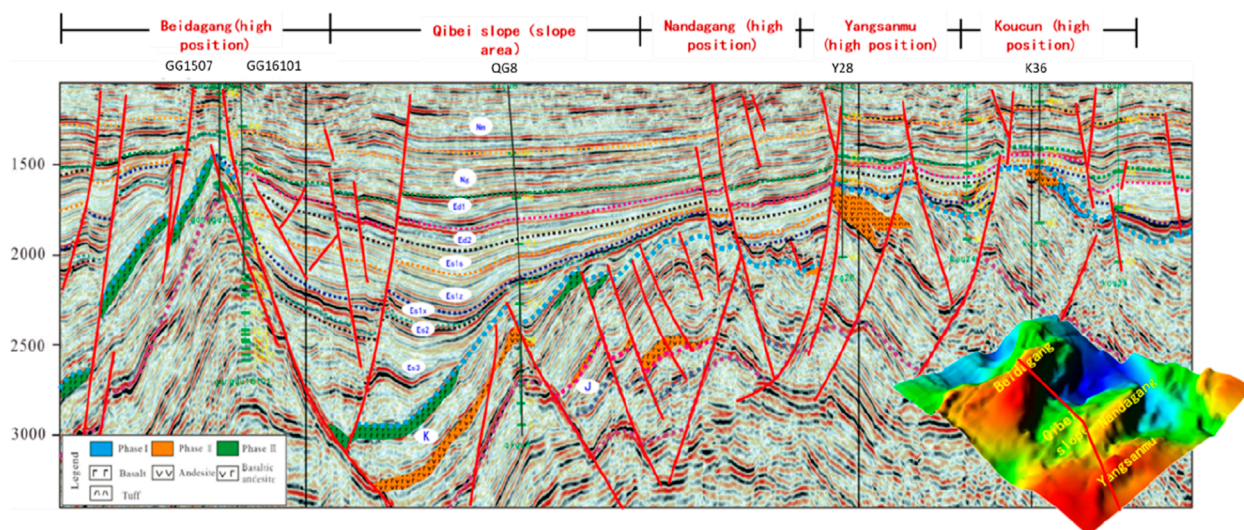 Beidagang(high
position)
Qibei slope (slope
area)
Nandagang (high
position)
Yangsanmu
(high position)
Koucun (high
position)
GG1507
GG16101
QG8
Y28
K36
1500
2000
2500
3000
Nm
Ng
Ed1
Ed2
Es1s
Es1z
Es1x
Es2
Es3
J
K
Legend
Phase Ⅰ
Phase Ⅱ
Phase Ⅲ
Basalt
Andesite
Basaltic
andesite
Tuff
Beidagang
Qibei
slope
Nandagang
Yangsanmu